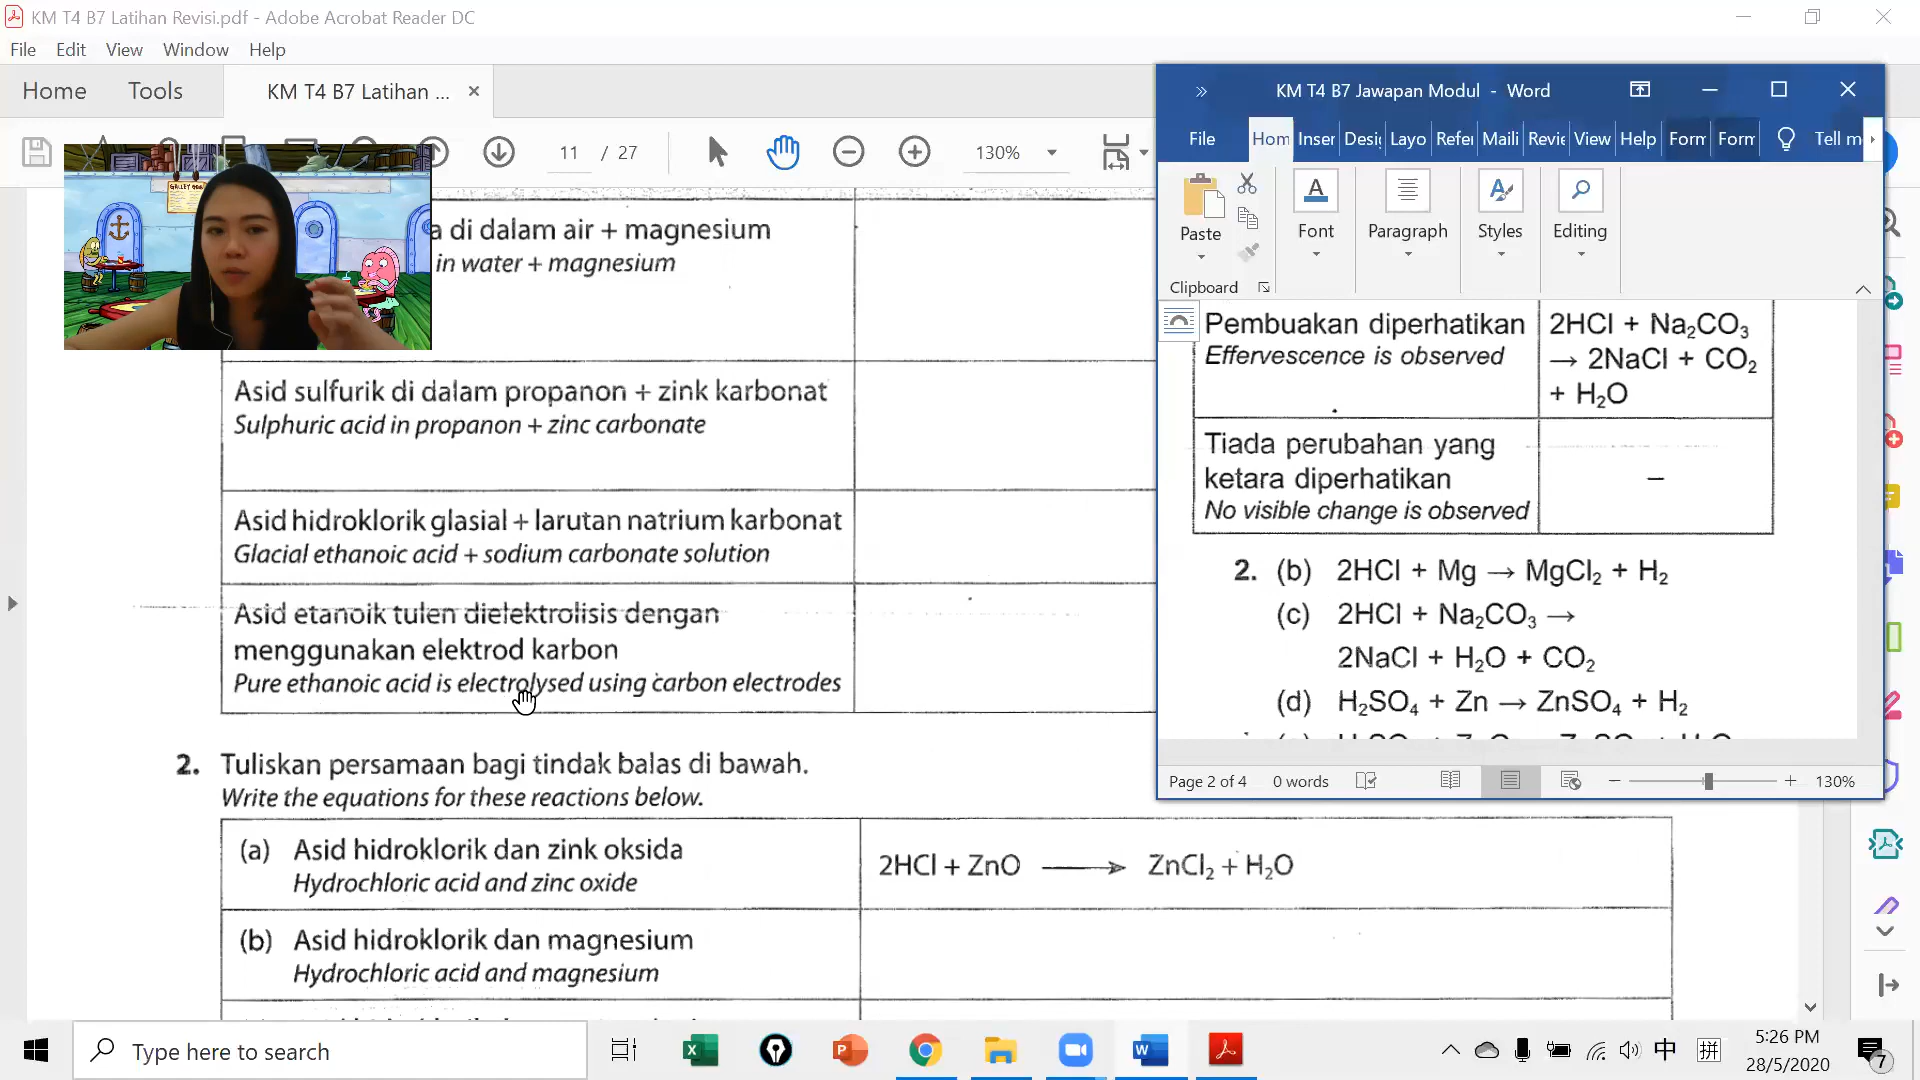 KM T4 B7 Latihan Revisi.pdf - Adobe Acrobat Reader DC
File Edit View Window Help
Home Tools KM T4 B7 Latihan ... ×
11 / 27
130%
a di dalam air + magnesium
in water + magnesium
Asid sulfurik di dalam propanon + zink karbonat
Sulphuric acid in propanon + zinc carbonate
Asid hidroklorik glasial + larutan natrium karbonat
Glacial ethanoic acid + sodium carbonate solution
Asid etanoik tulen dielektrolisis dengan
menggunakan elektrod karbon
Pure ethanoic acid is electrolysed using carbon electrodes
2. Tuliskan persamaan bagi tindak balas di bawah.
Write the equations for these reactions below.
(a) Asid hidroklorik dan zink oksida
Hydrochloric acid and zinc oxide
2HCl + ZnO ⟶ ZnCl₂ + H₂O
(b) Asid hidroklorik dan magnesium
Hydrochloric acid and magnesium
KM T4 B7 Jawapan Modul - Word
File Hom Inser Desig Layo Refer Maili Revie View Help Form Form Tell m
Paste Font Paragraph Styles Editing
Clipboard
Pembuakan diperhatikan
Effervescence is observed
2HCl + Na₂CO₃
→ 2NaCl + CO₂
+ H₂O
Tiada perubahan yang
ketara diperhatikan
No visible change is observed
–
2. (b) 2HCl + Mg → MgCl₂ + H₂
(c) 2HCl + Na₂CO₃ →
2NaCl + H₂O + CO₂
(d) H₂SO₄ + Zn → ZnSO₄ + H₂
Page 2 of 4 0 words 130%
Type here to search
中 拼
5:26 PM
28/5/2020
7